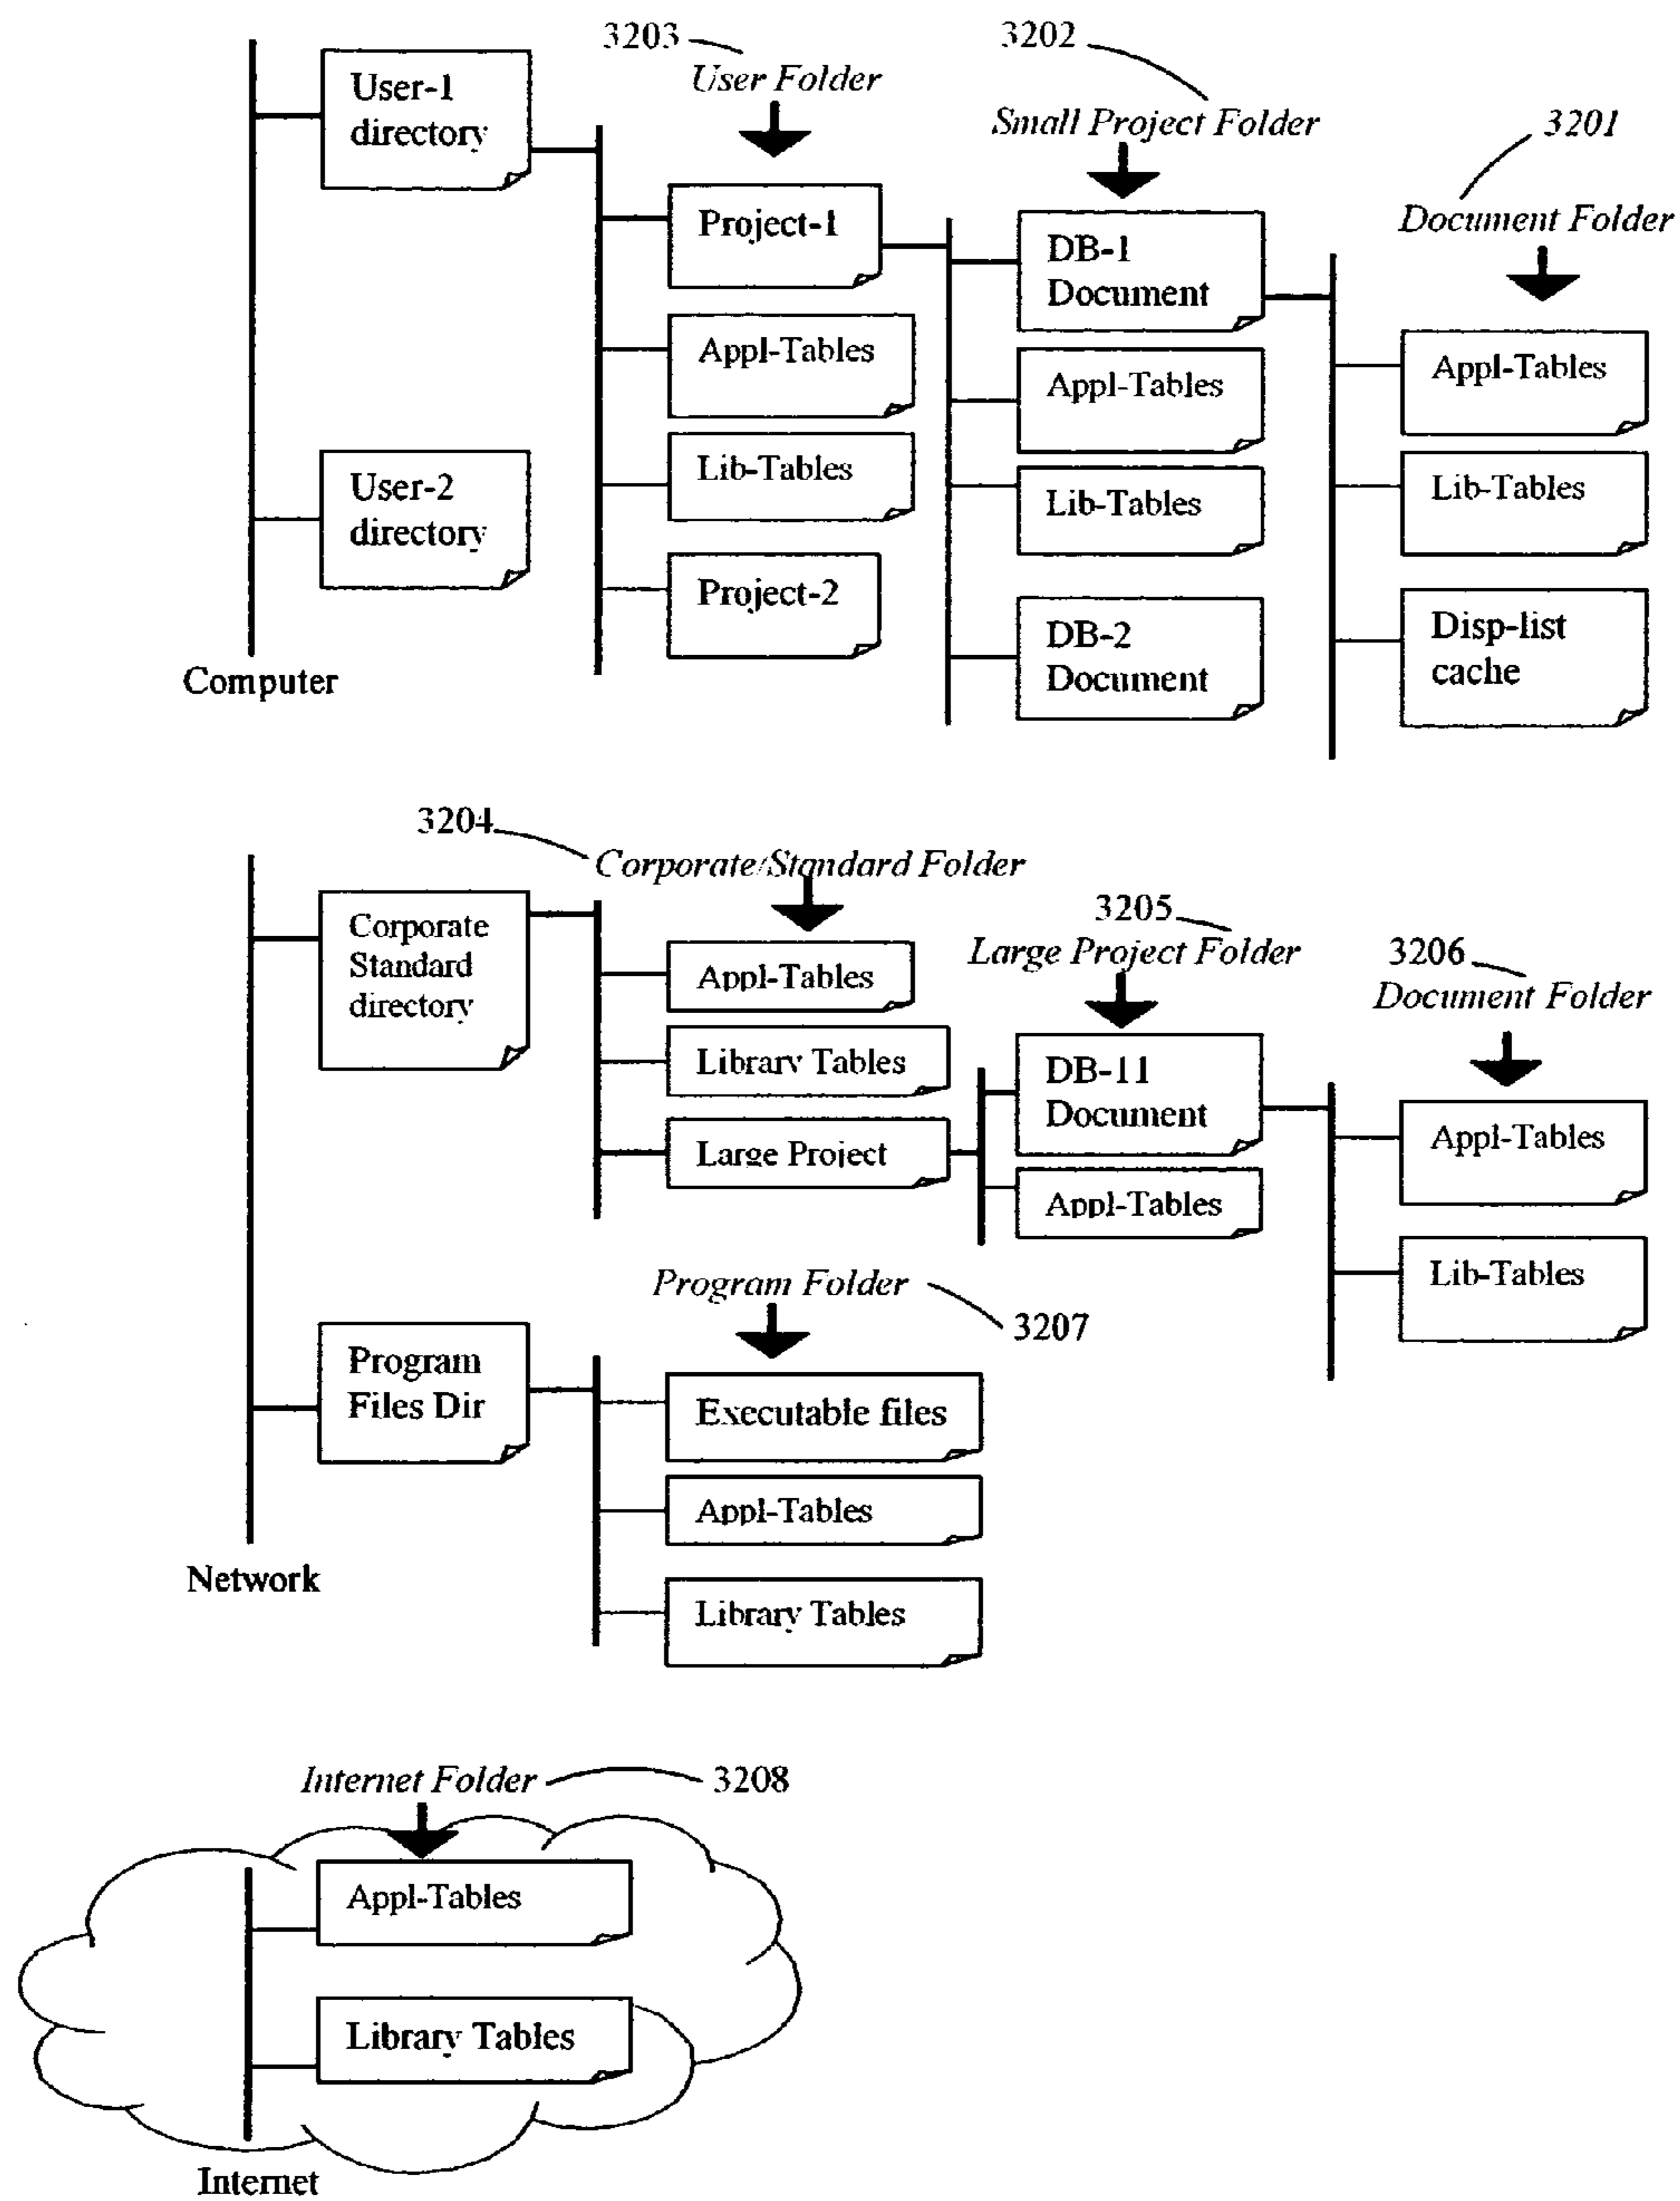 3203
User Folder
3202
Small Project Folder
3201
Document Folder
User-1
directory
Project-1
DB-1
Document
Appl-Tables
Appl-Tables
Appl-Tables
Lib-Tables
Lib-Tables
Lib-Tables
User-2
directory
Project-2
DB-2
Document
Disp-list
cache
Computer
3204
Corporate/Standard Folder
3205
Large Project Folder
3206
Document Folder
Corporate
Standard
directory
Appl-Tables
Library Tables
Large Project
DB-11
Document
Appl-Tables
Appl-Tables
Lib-Tables
Program Folder
3207
Program
Files Dir
Executable files
Appl-Tables
Library Tables
Network
Internet Folder
3208
Appl-Tables
Library Tables
Internet